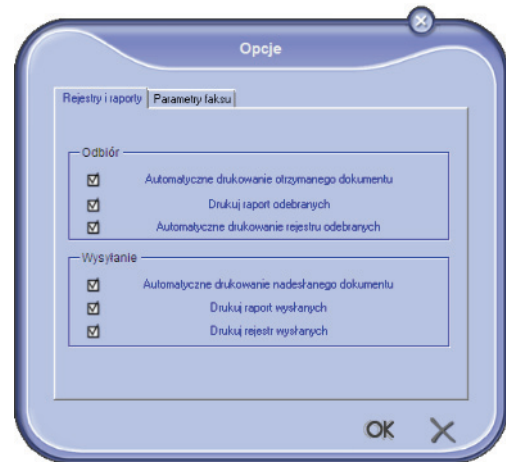 Opcje
Rejestry i raporty Parametry faksu
Odbiór
Automatyczne drukowanie otrzymanego dokumentu
Drukuj raport odebranych
Automatyczne drukowanie rejestru odebranych
Wysyłanie
Automatyczne drukowanie nadesłanego dokumentu
Drukuj raport wysłanych
Drukuj rejestr wysłanych
OK